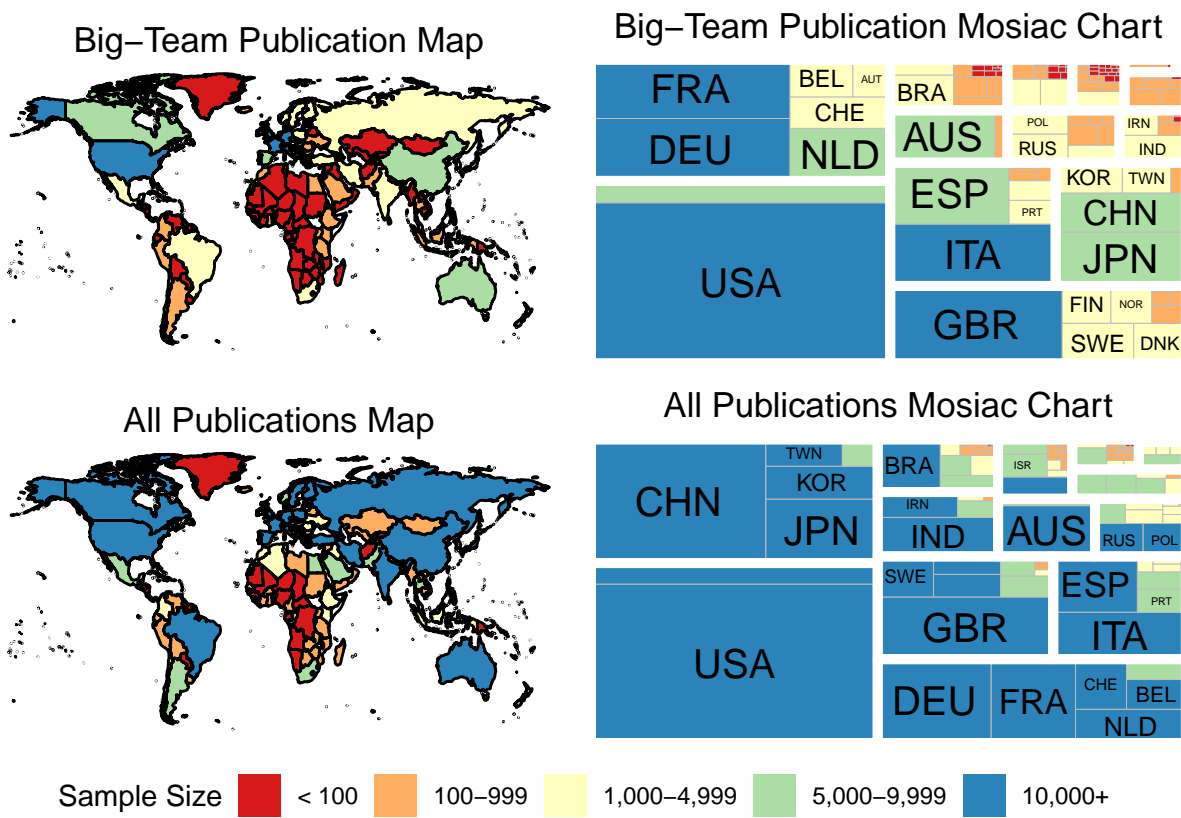 Big−Team Publication Map
Big−Team Publication Mosiac Chart
FRA
DEU
BEL
AUT
CHE
NLD
USA
BRA
AUS
POL
RUS
IRN
IND
ESP
PRT
ITA
KOR
TWN
CHN
JPN
GBR
FIN
NOR
SWE
DNK
All Publications Map
All Publications Mosiac Chart
CHN
TWN
KOR
JPN
USA
BRA
ISR
IRN
IND
AUS
RUS
POL
SWE
GBR
ESP
PRT
ITA
DEU
FRA
CHE
BEL
NLD
Sample Size < 100 100−999 1,000−4,999 5,000−9,999 10,000+